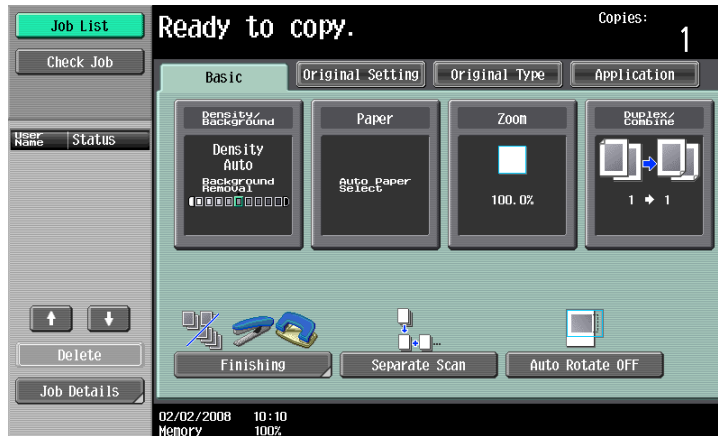 Job List
Check Job
User Name
Status
Delete
Job Details
Ready to copy.
Copies:
1
Basic
Original Setting
Original Type
Application
Density/
Background
Density
Auto
Background
Removal
Paper
Auto Paper
Select
Zoom
100.0%
Duplex/
Combine
1 → 1
Finishing
Separate Scan
Auto Rotate OFF
02/02/2008 10:10
Memory 100%